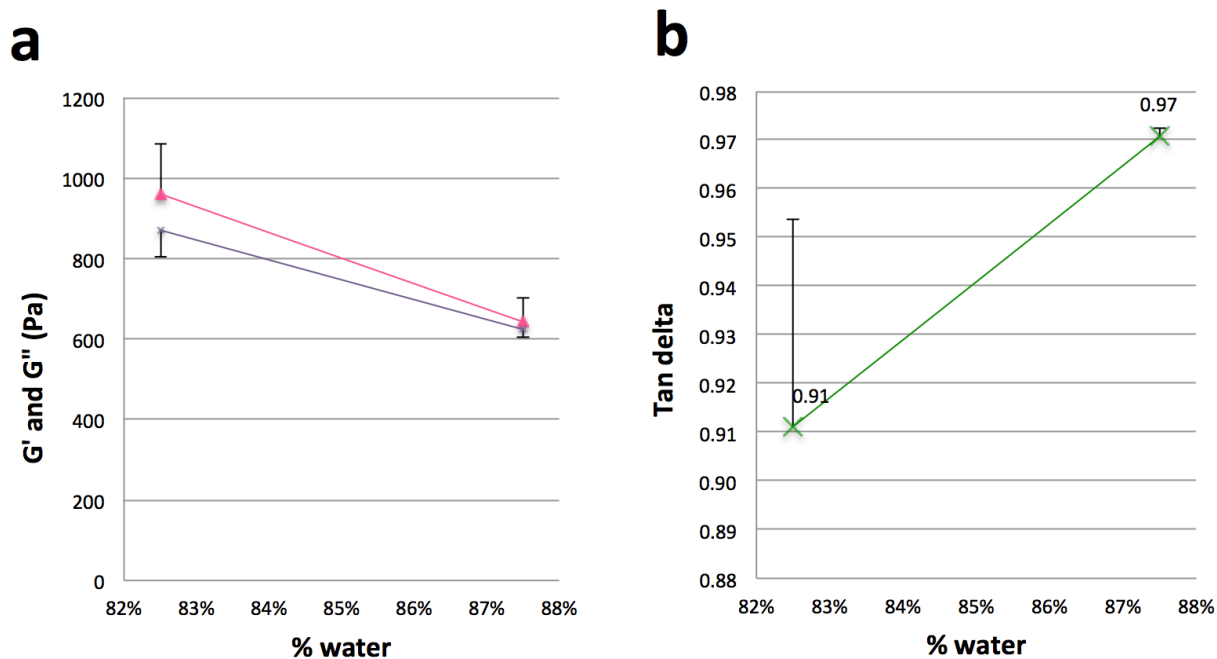 a
1200
1000
800
600
400
200
0
82% 83% 84% 85% 86% 87% 88%
% water
G' and G" (Pa)
b
0.98
0.97
0.96
0.95
0.94
0.93
0.92
0.91
0.90
0.89
0.88
0.97
0.91
82% 83% 84% 85% 86% 87% 88%
% water
Tan delta